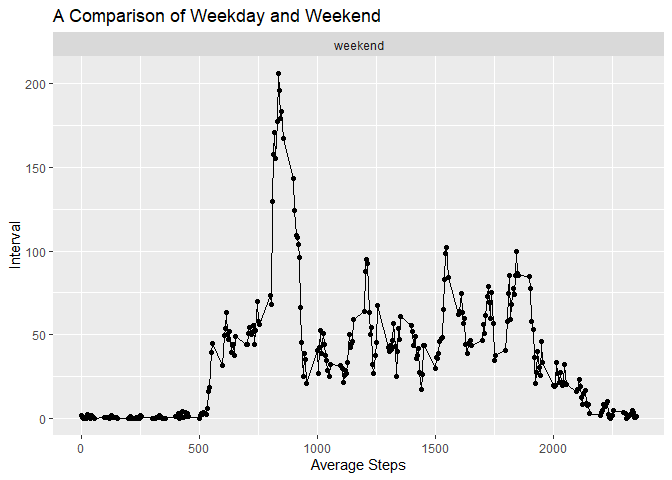 A Comparison of Weekday and Weekend
weekend
200
150
100
50
0
Interval
0 500 1000 1500 2000
Average Steps